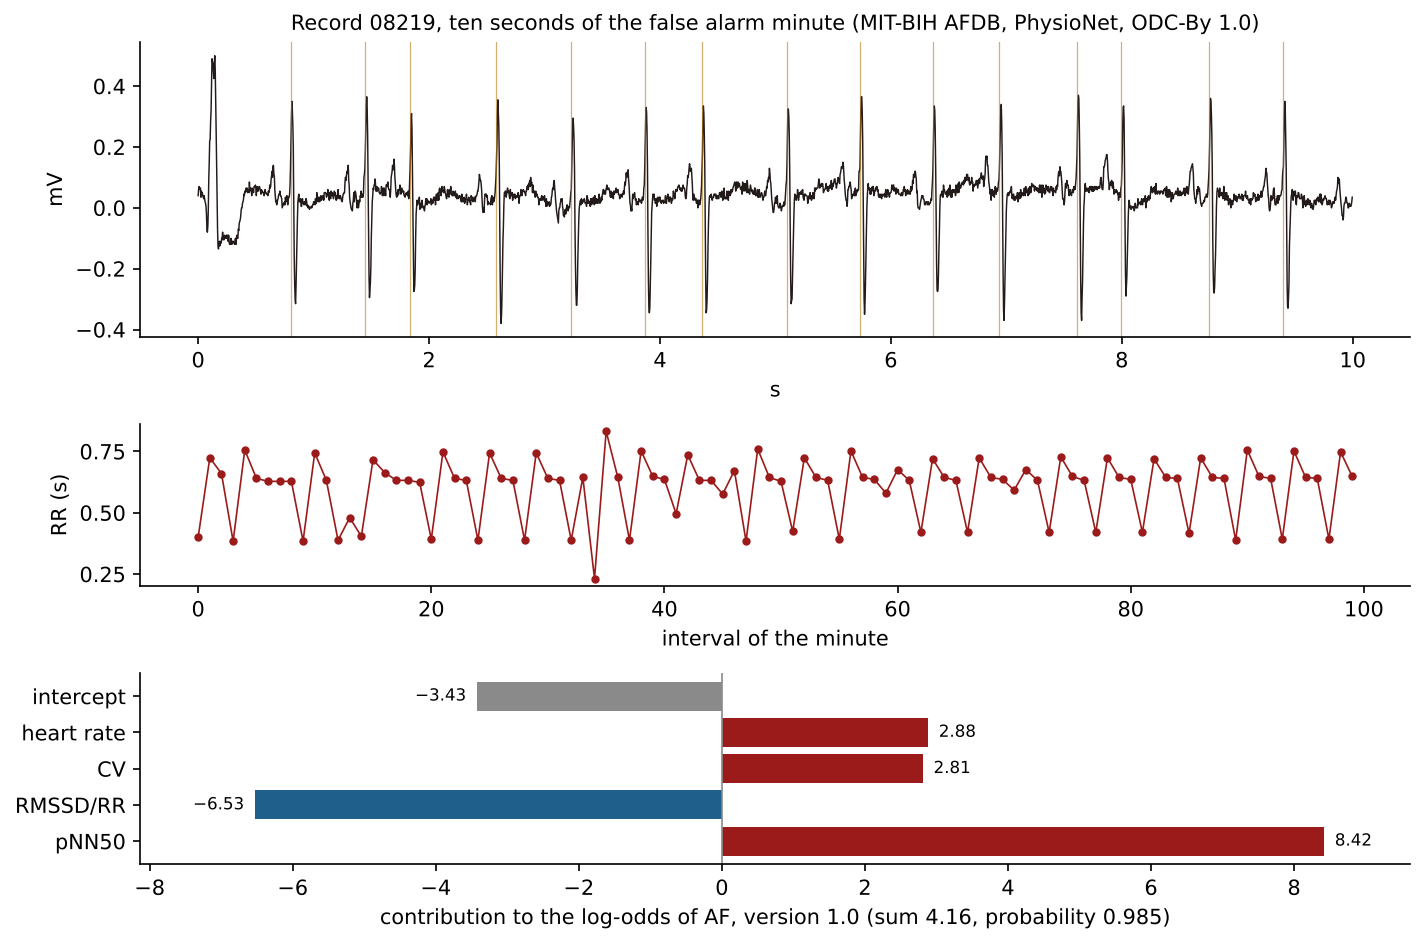 Record 08219, ten seconds of the false alarm minute (MIT-BIH AFDB, PhysioNet, ODC-By 1.0)
mV
0.4
0.2
0.0
−0.2
−0.4
0 2 4 6 8 10
s
RR (s)
0.75
0.50
0.25
0 20 40 60 80 100
interval of the minute
intercept −3.43
heart rate 2.88
CV 2.81
RMSSD/RR −6.53
pNN50 8.42
−8 −6 −4 −2 0 2 4 6 8
contribution to the log-odds of AF, version 1.0 (sum 4.16, probability 0.985)